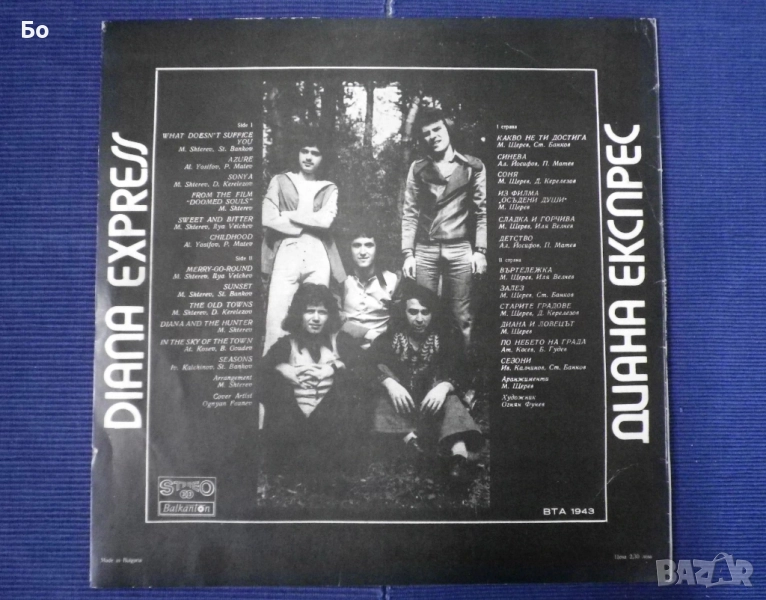 Бо
DIANA EXPRESS
Side I
WHAT DOESN'T SUFFICE
YOU
M. Shterev, St. Bankov
AZURE
Al. Yosifov, P. Matev
SONYA
M. Shterev, D. Kerelezov
FROM THE FILM
"DOOMED SOULS"
M. Shterev
SWEET AND BITTER
M. Shterev, Ilya Velchev
CHILDHOOD
Al. Yosifov, P. Matev
Side II
MERRY-GO-ROUND
M. Shterev, Ilya Velchev
SUNSET
M. Shterev, St. Bankov
THE OLD TOWNS
M. Shterev, D. Kerelezov
DIANA AND THE HUNTER
M. Shterev
IN THE SKY OF THE TOWN
At. Kosev, B. Goudev
SEASONS
St. Bankov
Arrangement
M. Shterev
Cover Artist
Ognyan Founev
STEREO
Balkanton
Made in Bulgaria
I страна
КАКВО НЕ ТИ ДОСТИГА
М. Щерев, Ст. Банков
СИНЕВА
Ал. Йосифов, П. Матев
СОНЯ
М. Щерев, Д. Керелезов
ИЗ ФИЛМА
„ОСЪДЕНИ ДУШИ"
М. Щерев
СЛАДКА И ГОРЧИВА
М. Щерев, Иля Велчев
ДЕТСТВО
Ал. Йосифов, П. Матев
II страна
ВЪРТЕЛЕЖКА
М. Щерев, Иля Велчев
ЗАЛЕЗ
М. Щерев, Ст. Банков
СТАРИТЕ ГРАДОВЕ
М. Щерев, Д. Керелезов
ДИАНА И ЛОВЕЦЪТ
М. Щерев
ПО НЕБЕТО НА ГРАДА
Ат. Косев, Б. Гудев
СЕЗОНИ
Ст. Банков
Аранжименти
М. Щерев
Художник
Огнян Фунев
BTA 1943
ДИАНА ЕКСПРЕС
BAZAR